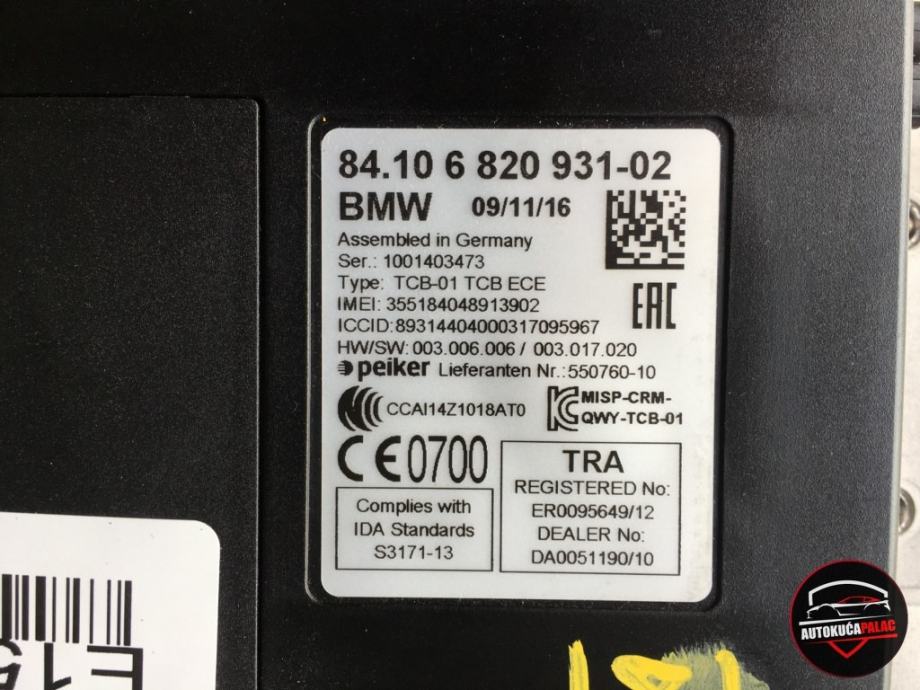 84.10 6 820 931-02
BMW 09/11/16
Assembled in Germany
Ser.: 1001403473
Type: TCB-01 TCB ECE
IMEI: 355184048913902
ICCID:89314404000317095967
HW/SW: 003.006.006 / 003.017.020
peiker Lieferanten Nr.:550760-10
CCAI14Z1018AT0
MISP-CRM-
QWY-TCB-01
CE0700
EAC
Complies with
IDA Standards
S3171-13
TRA
REGISTERED No:
ER0095649/12
DEALER No:
DA0051190/10
AUTOKUĆAPALAC